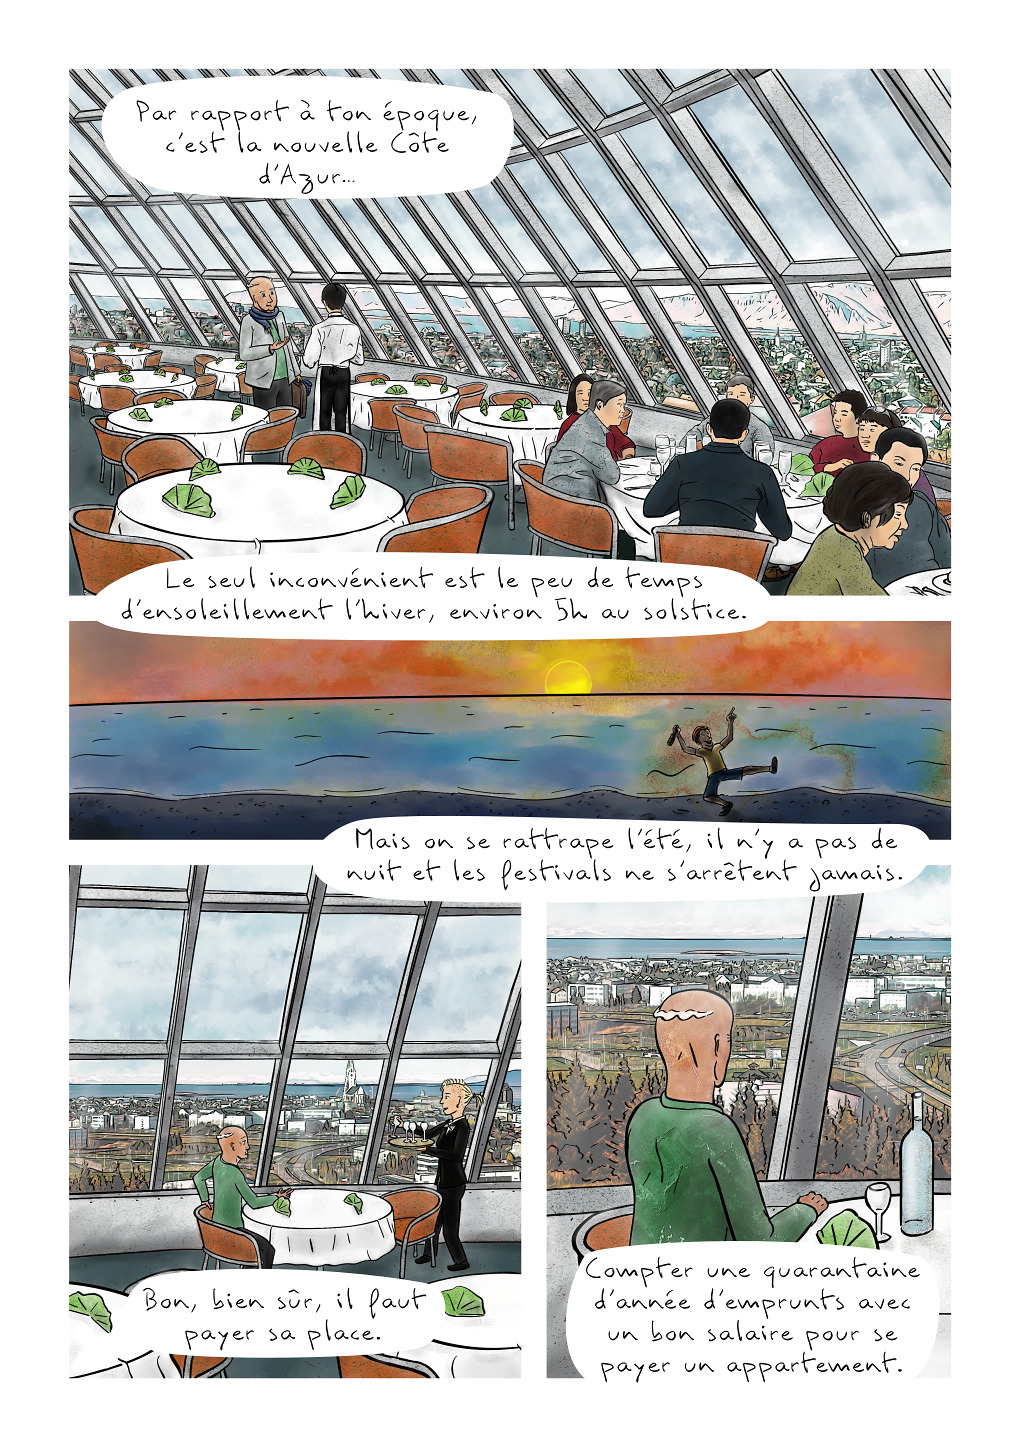 Par rapport à ton époque,
c'est la nouvelle Côte
d'Azur...
Le seul inconvénient est le peu de temps
d'ensoleillement l'hiver, environ 5h au solstice.
Mais on se rattrape l'été, il n'y a pas de
nuit et les festivals ne s'arrêtent jamais.
Bon, bien sûr, il faut
payer sa place.
Compter une quarantaine
d'année d'emprunts avec
un bon salaire pour se
payer un appartement.